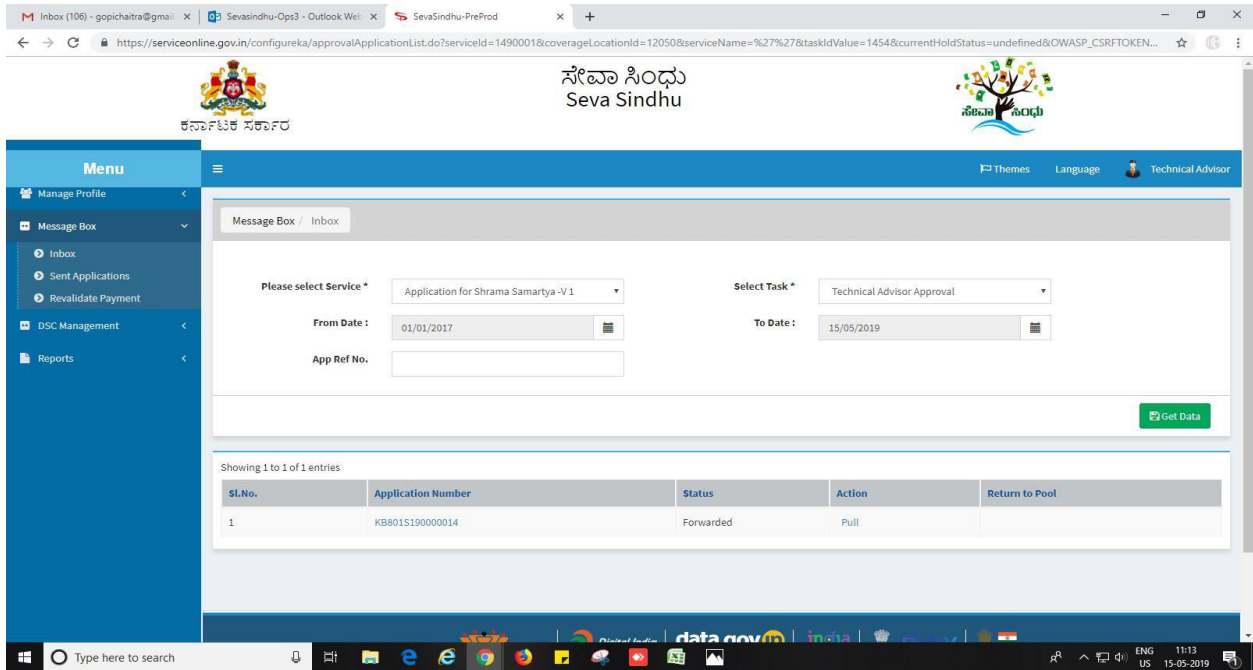 Inbox (106) - gopichaitra@gmail
Sevasindhu-Ops3 - Outlook Web
SevaSindhu-PreProd
https://serviceonline.gov.in/configureka/approvalApplicationList.do?serviceId=1490001&coverageLocationId=12050&serviceName=%27%27&taskIdValue=1454&currentHoldStatus=undefined&OWASP_CSRFTOKEN...
ಕರ್ನಾಟಕ ಸರ್ಕಾರ
ಸೇವಾ ಸಿಂಧು
Seva Sindhu
ಸೇವಾ ಸಿಂಧು
Menu
Themes Language Technical Advisor
Manage Profile
Message Box
Inbox
Sent Applications
Revalidate Payment
DSC Management
Reports
Message Box / Inbox
Please select Service * Application for Shrama Samartya -V 1 Select Task * Technical Advisor Approval
From Date : 01/01/2017 To Date : 15/05/2019
App Ref No.
Get Data
Showing 1 to 1 of 1 entries
Sl.No. Application Number Status Action Return to Pool
1 KB801S190000014 Forwarded Pull
Digital India data.gov in india
Type here to search
ENG 11:13
US 15-05-2019